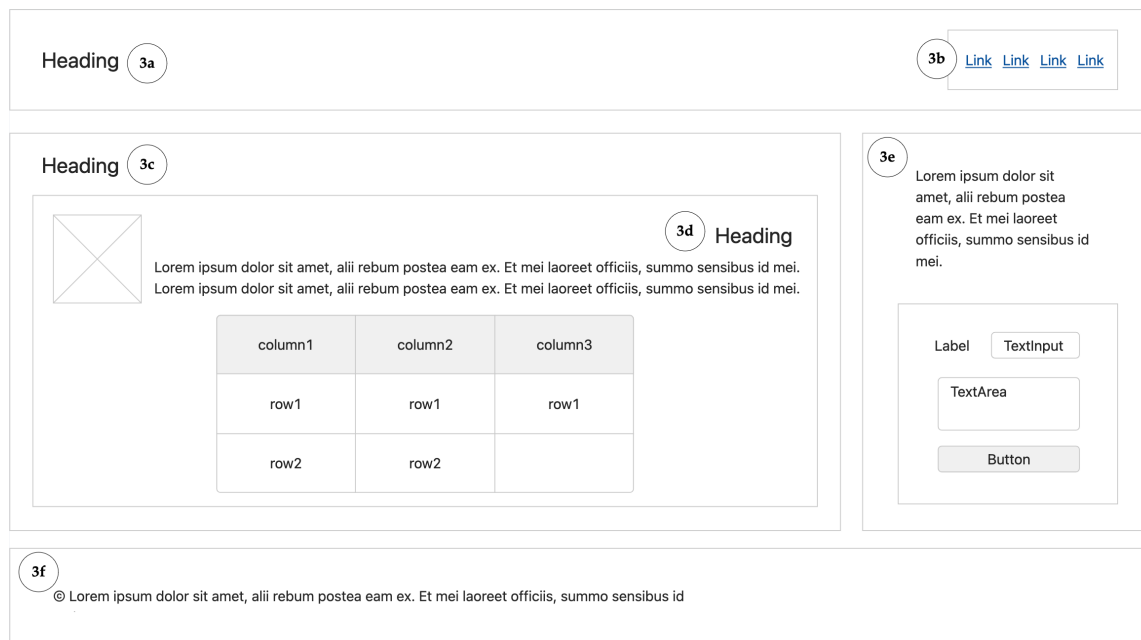 Heading 3a
3b Link Link Link Link
Heading 3c
3d Heading
Lorem ipsum dolor sit amet, alii rebum postea eam ex. Et mei laoreet officiis, summo sensibus id mei.
Lorem ipsum dolor sit amet, alii rebum postea eam ex. Et mei laoreet officiis, summo sensibus id mei.
column1 column2 column3
row1 row1 row1
row2 row2
3e
Lorem ipsum dolor sit
amet, alii rebum postea
eam ex. Et mei laoreet
officiis, summo sensibus id
mei.
Label TextInput
TextArea
Button
3f
© Lorem ipsum dolor sit amet, alii rebum postea eam ex. Et mei laoreet officiis, summo sensibus id